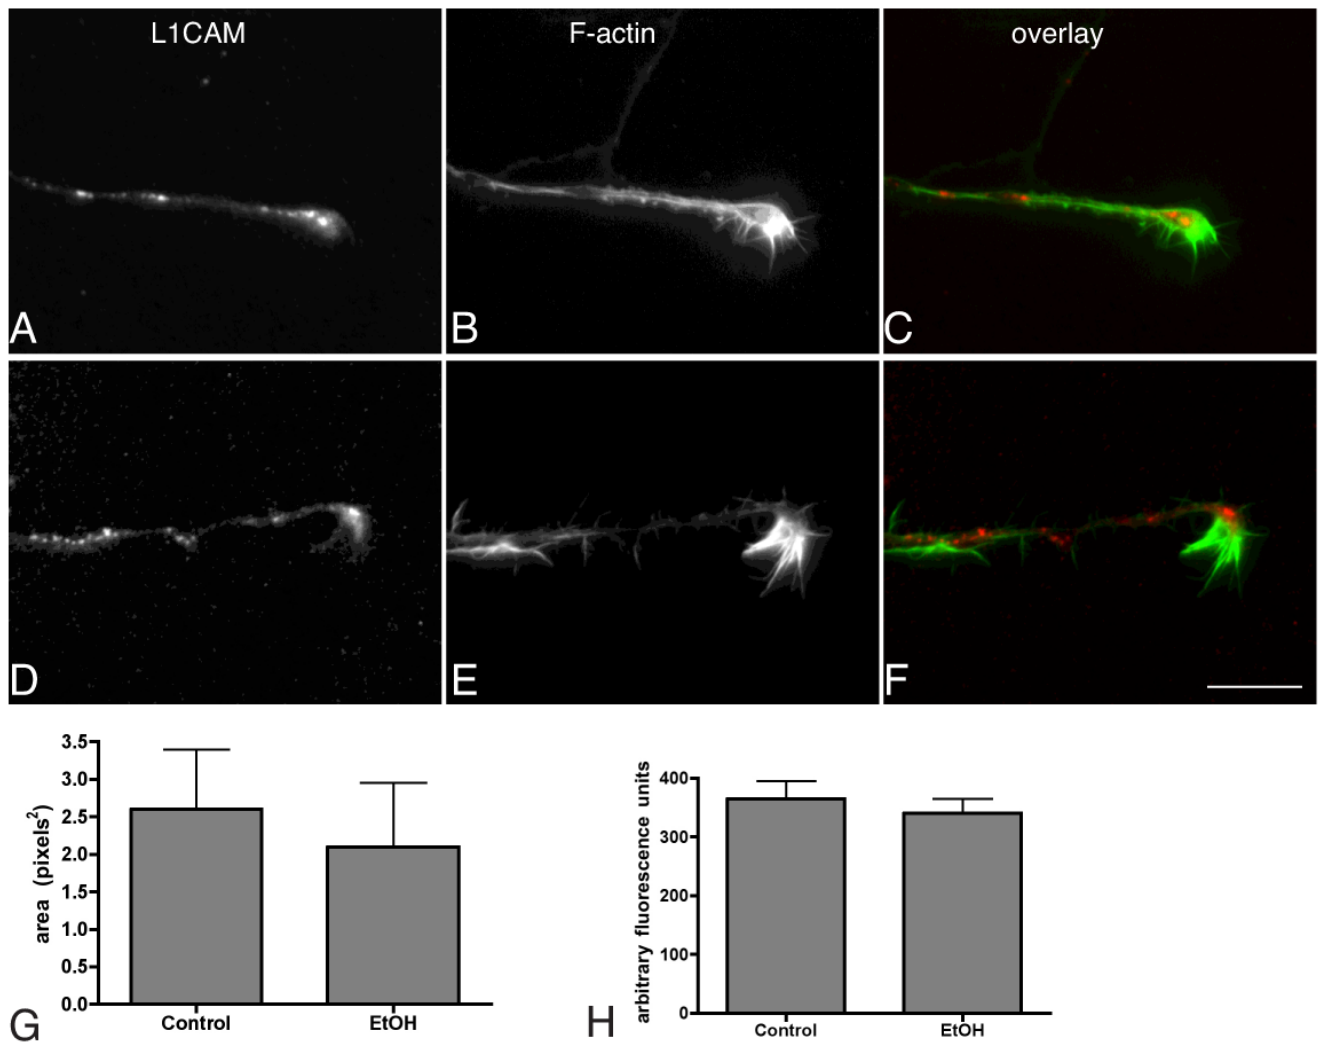 L1CAM
F-actin
overlay
A
B
C
D
E
F
area (pixels²)
3.5
3.0
2.5
2.0
1.5
1.0
0.5
0.0
Control
EtOH
G
arbitrary fluorescence units
400
300
200
100
0
Control
EtOH
H